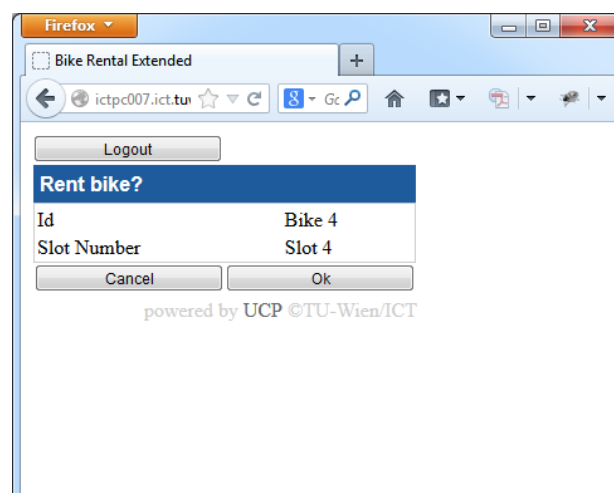 Firefox
Bike Rental Extended
ictpc007.ict.tuw
Logout
Rent bike?
Id Bike 4
Slot Number Slot 4
Cancel Ok
powered by UCP ©TU-Wien/ICT